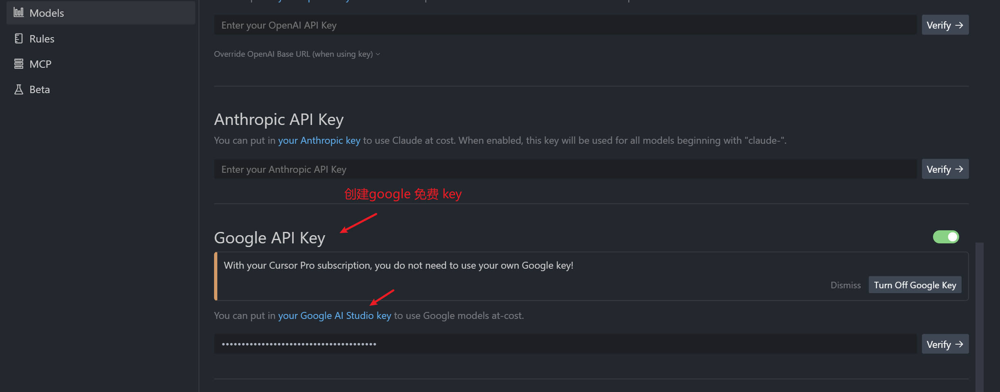 Models
Rules
MCP
Beta
Enter your OpenAI API Key
Verify →
Override OpenAI Base URL (when using key)
Anthropic API Key
You can put in your Anthropic key to use Claude at cost. When enabled, this key will be used for all models beginning with "claude-".
Enter your Anthropic API Key
Verify →
创建google 免费 key
Google API Key
With your Cursor Pro subscription, you do not need to use your own Google key!
Dismiss
Turn Off Google Key
You can put in your Google AI Studio key to use Google models at-cost.
•••••••••••••••••••••••••••••••••••••••
Verify →